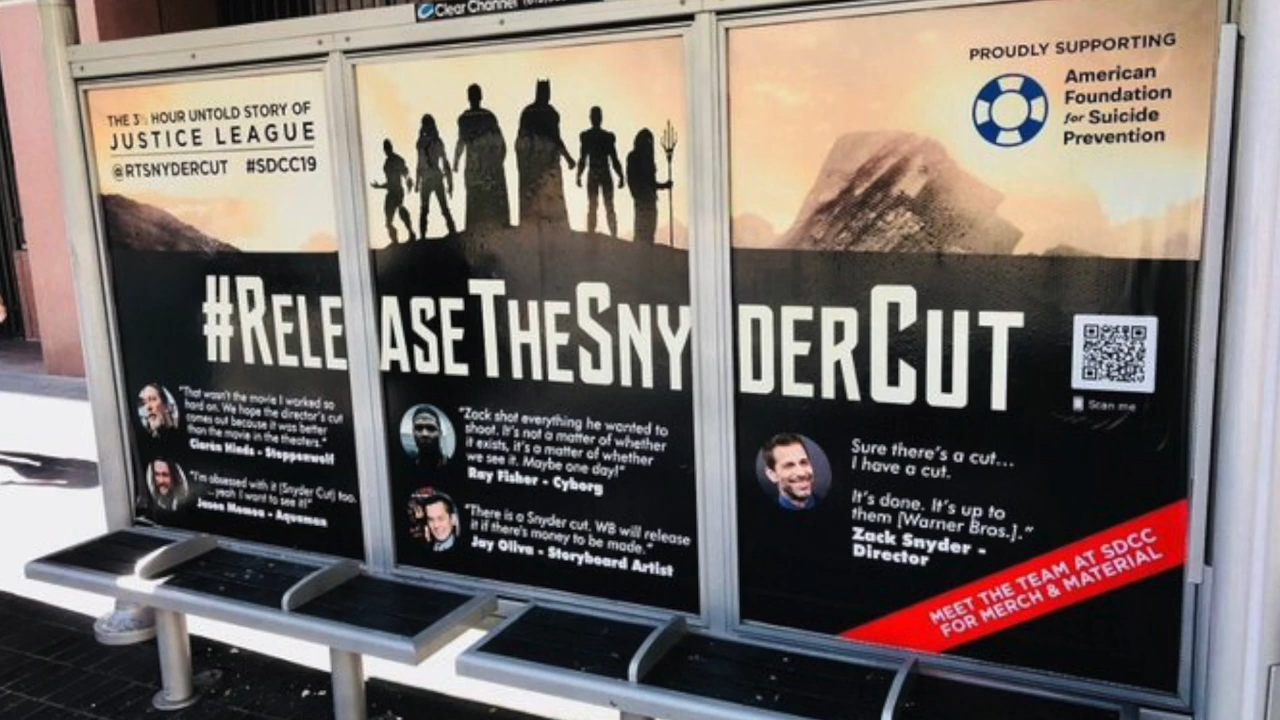 Clear Channel
THE 3½ HOUR UNTOLD STORY OF
JUSTICE LEAGUE
@RTSNYDERCUT #SDCC19
PROUDLY SUPPORTING
American
Foundation
for Suicide
Prevention
#RELEASETHESNYDERCUT
Scan me
"That wasn't the movie I worked so
hard on. We hope the director's cut
comes out because it was better
than the movie in the theaters."
Ciaran Hinds - Steppenwolf
"I'm obsessed with it (Snyder Cut) too.
...yeah I want to see it!"
Jason Momoa - Aquaman
"Zack shot everything he wanted to
shoot. It's not a matter of whether
it exists, it's a matter of whether
we see it. Maybe one day!"
Ray Fisher - Cyborg
"There is a Snyder cut. WB will release
it if there's money to be made."
Jay Oliva - Storyboard Artist
Sure there's a cut...
I have a cut.
It's done. It's up to
them [Warner Bros.]."
Zack Snyder -
Director
MEET THE TEAM AT SDCC
FOR MERCH & MATERIAL